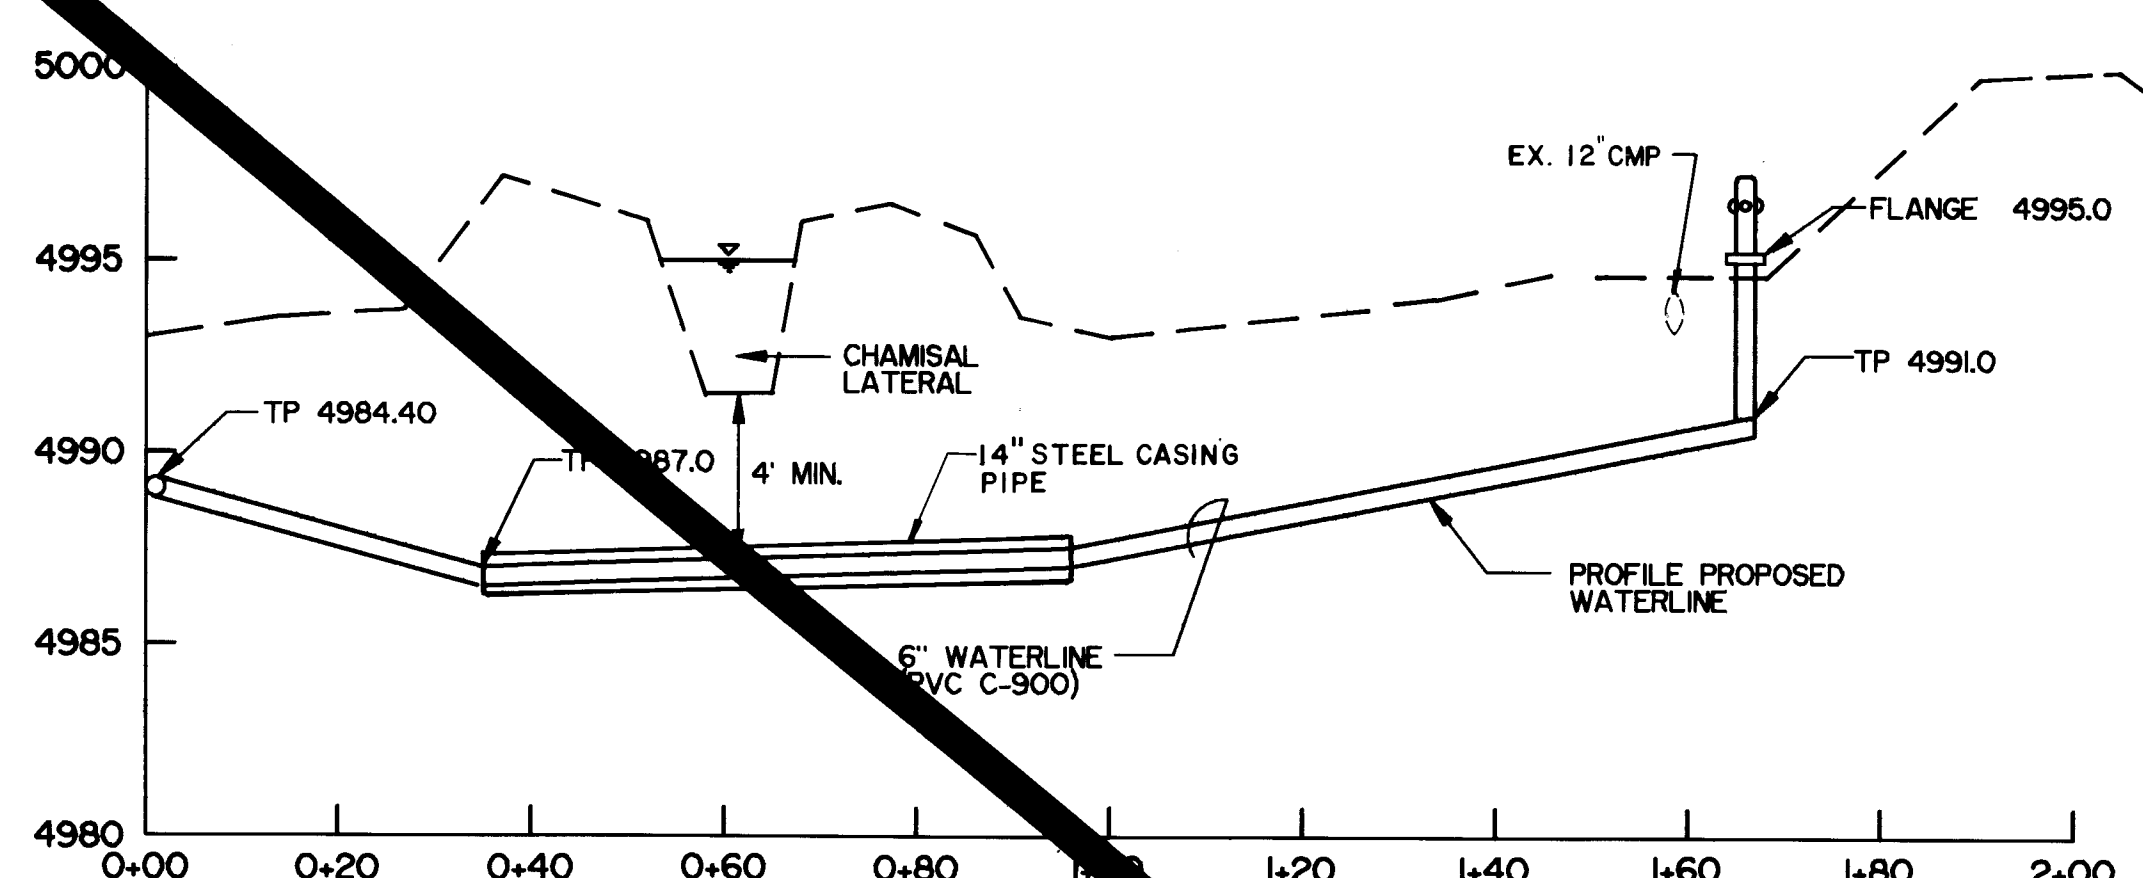 5000
EX. 12" CMP
FLANGE 4995.0
4995
CHAMISAL
LATERAL
TP 4991.0
TP 4984.40
4990
14" STEEL CASING
PIPE
4' MIN.
PROFILE PROPOSED
WATERLINE
4985
6" WATERLINE
(PVC C-900)
4980
0+00 0+20 0+40 0+60 0+80 1+20 1+40 1+60 1+80 2+00